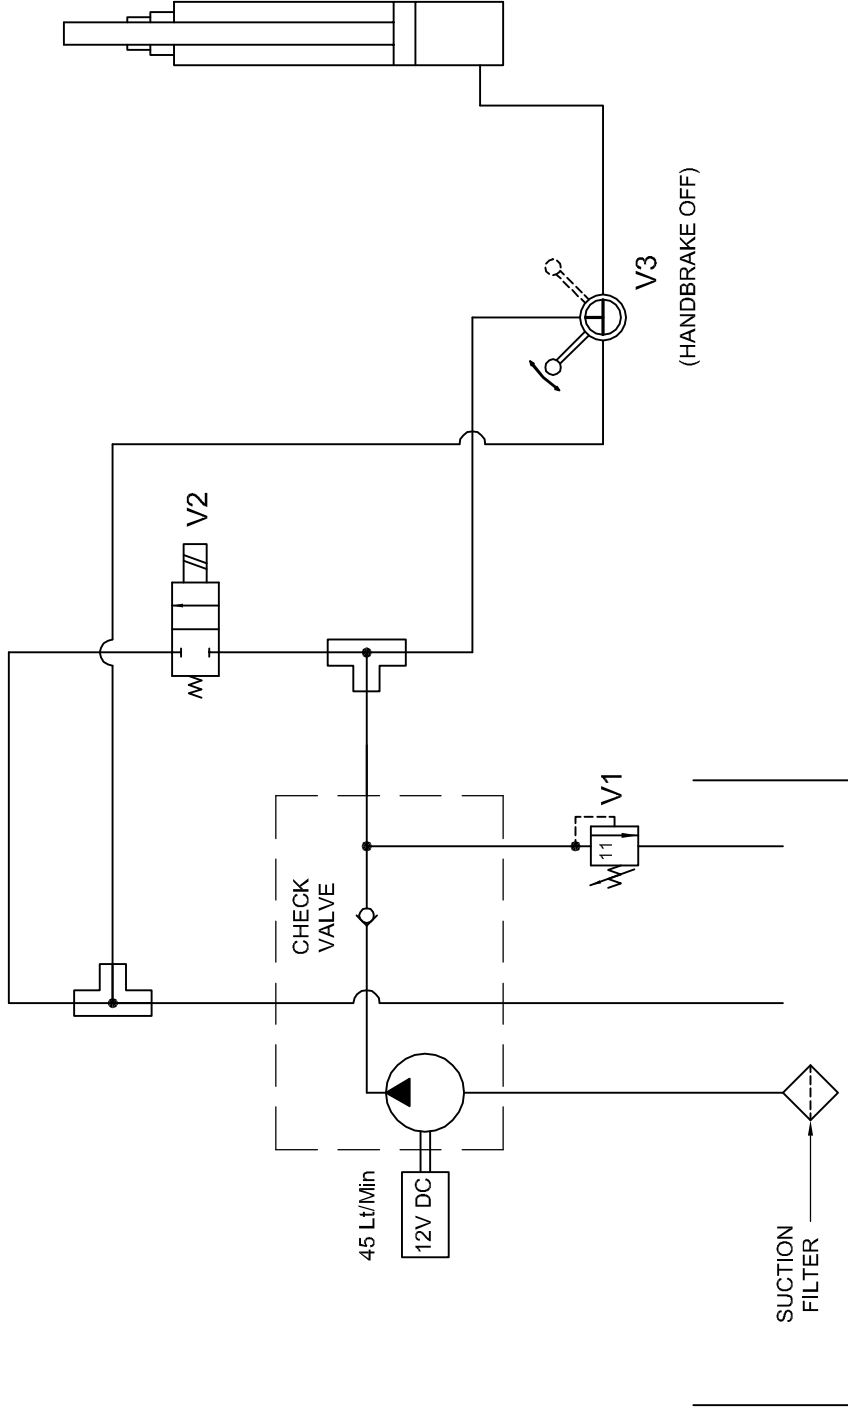 V3
(HANDBRAKE OFF)
V2
V1
11
CHECK
VALVE
45 Lt/Min
12V DC
SUCTION
FILTER